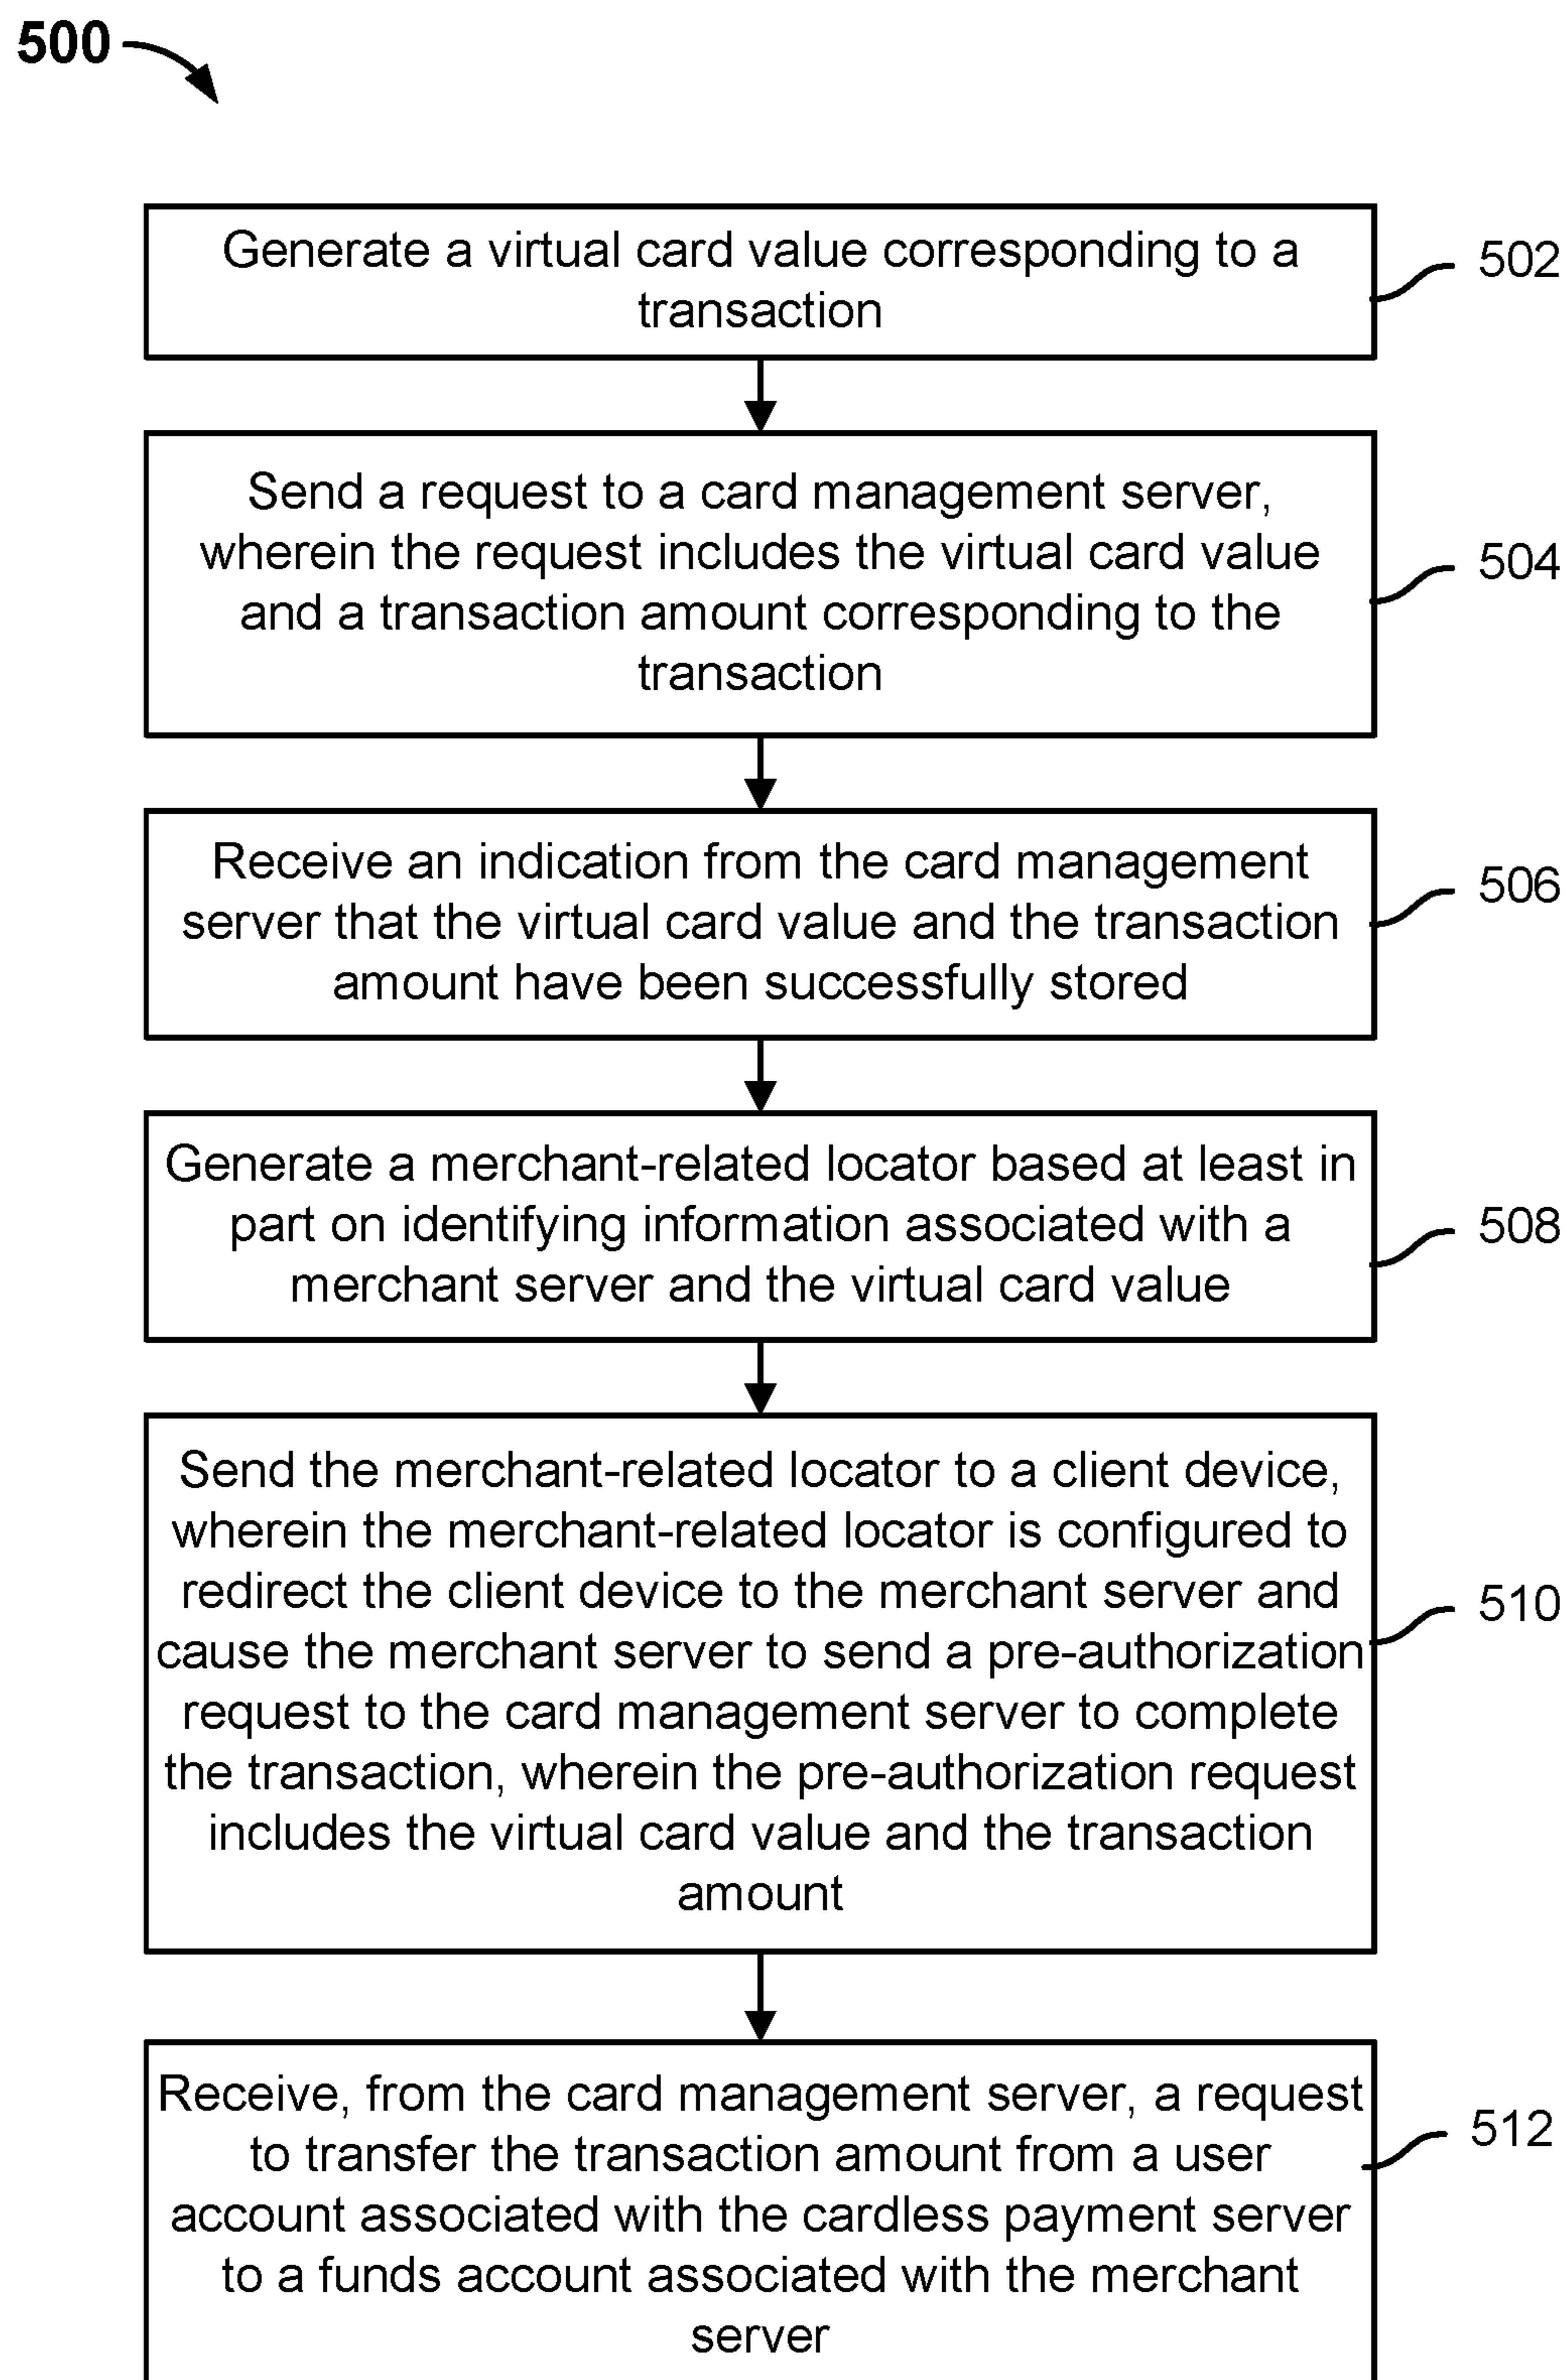 500
Generate a virtual card value corresponding to a
transaction
502
Send a request to a card management server,
wherein the request includes the virtual card value
and a transaction amount corresponding to the
transaction
504
Receive an indication from the card management
server that the virtual card value and the transaction
amount have been successfully stored
506
Generate a merchant-related locator based at least in
part on identifying information associated with a
merchant server and the virtual card value
508
Send the merchant-related locator to a client device,
wherein the merchant-related locator is configured to
redirect the client device to the merchant server and
cause the merchant server to send a pre-authorization
request to the card management server to complete
the transaction, wherein the pre-authorization request
includes the virtual card value and the transaction
amount
510
Receive, from the card management server, a request
to transfer the transaction amount from a user
account associated with the cardless payment server
to a funds account associated with the merchant
server
512